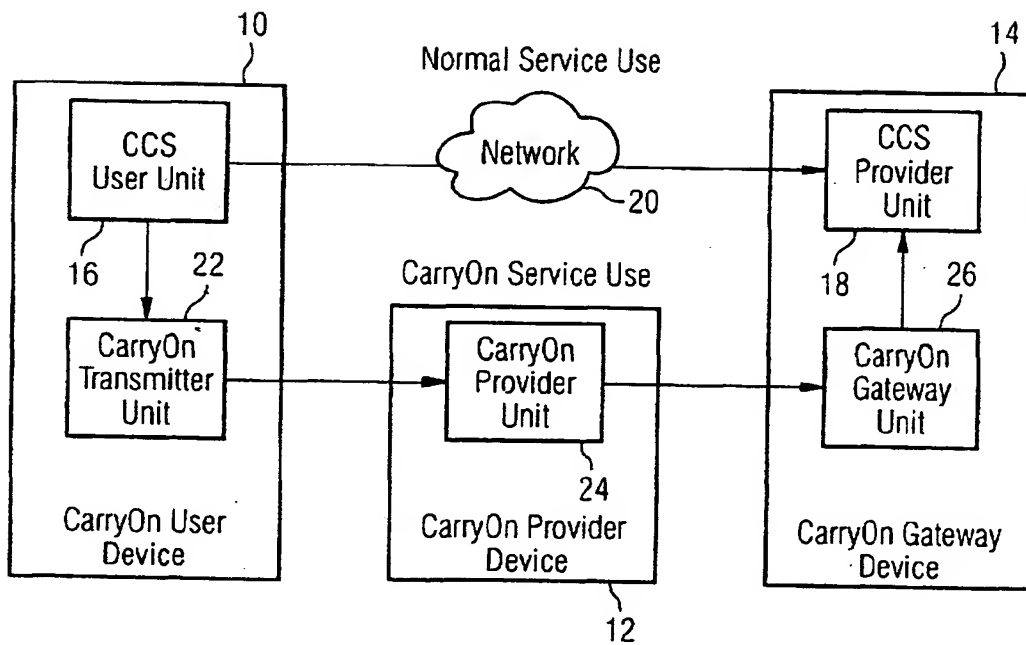 10
Normal Service Use
14
CCS
User Unit
Network
CCS
Provider
Unit
20
16
22
CarryOn Service Use
18
26
CarryOn
Transmitter
Unit
CarryOn
Provider
Unit
CarryOn
Gateway
Unit
24
CarryOn User
Device
CarryOn Provider
Device
CarryOn Gateway
Device
12